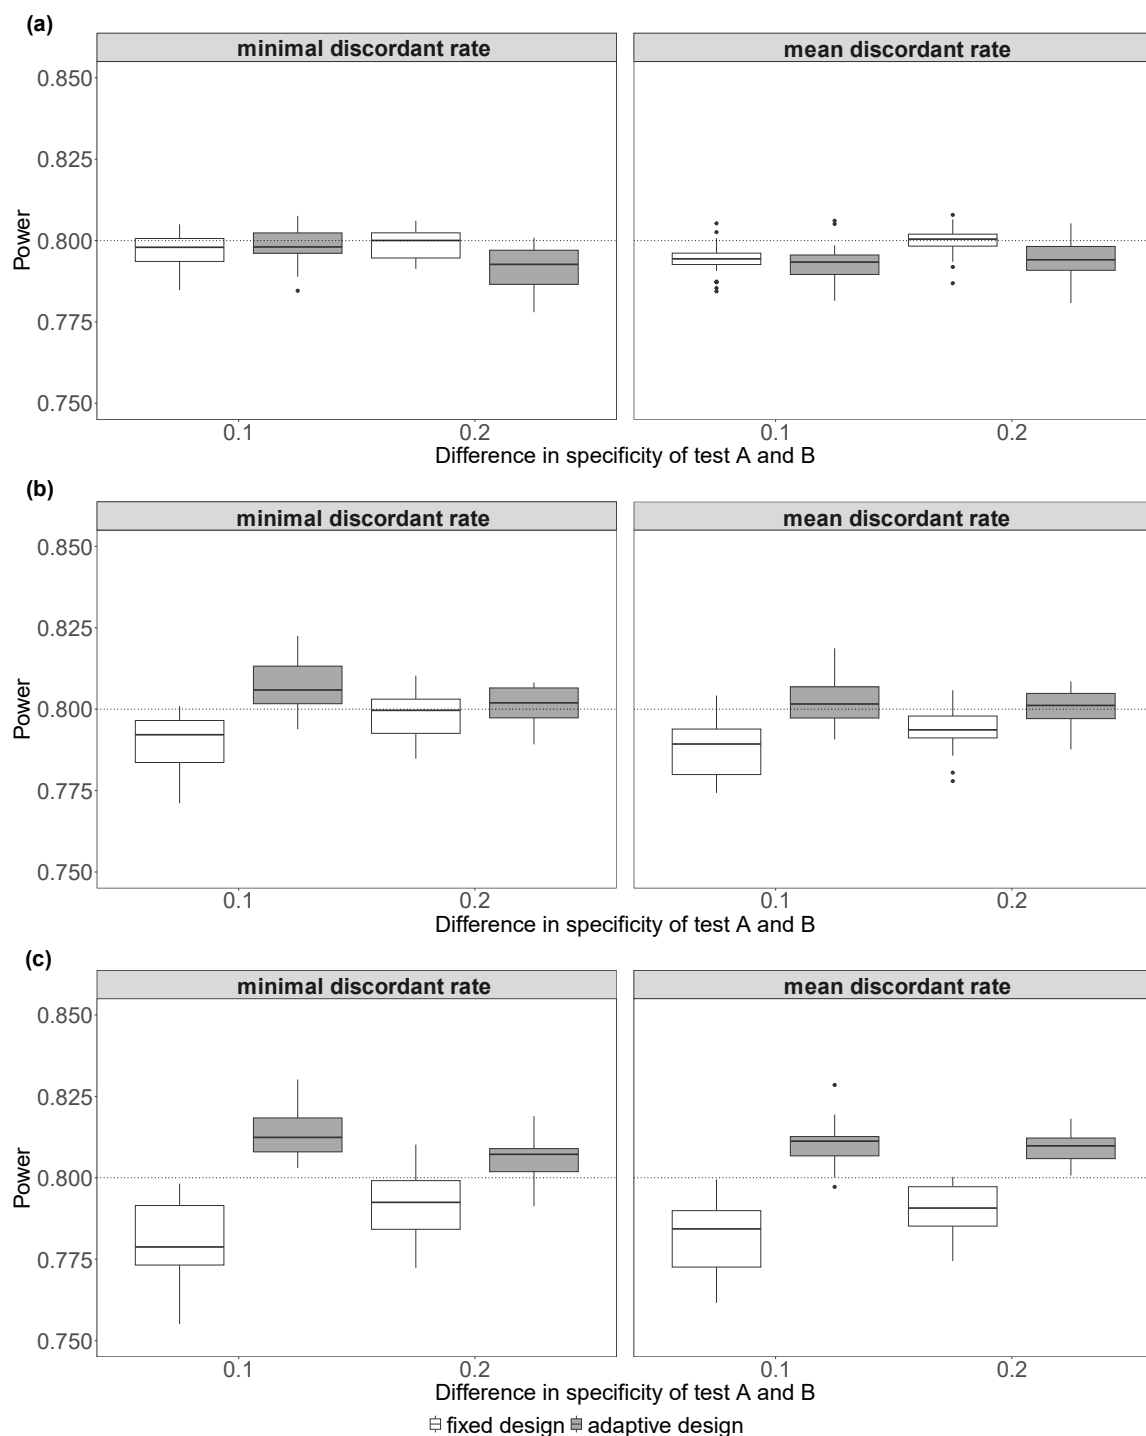 (a)
minimal discordant rate
mean discordant rate
0.850
0.825
0.800
0.775
0.750
Power
0.1
0.2
0.1
0.2
Difference in specificity of test A and B
(b)
minimal discordant rate
mean discordant rate
0.850
0.825
0.800
0.775
0.750
Power
0.1
0.2
0.1
0.2
Difference in specificity of test A and B
(c)
minimal discordant rate
mean discordant rate
0.850
0.825
0.800
0.775
0.750
Power
0.1
0.2
0.1
0.2
Difference in specificity of test A and B
fixed design adaptive design